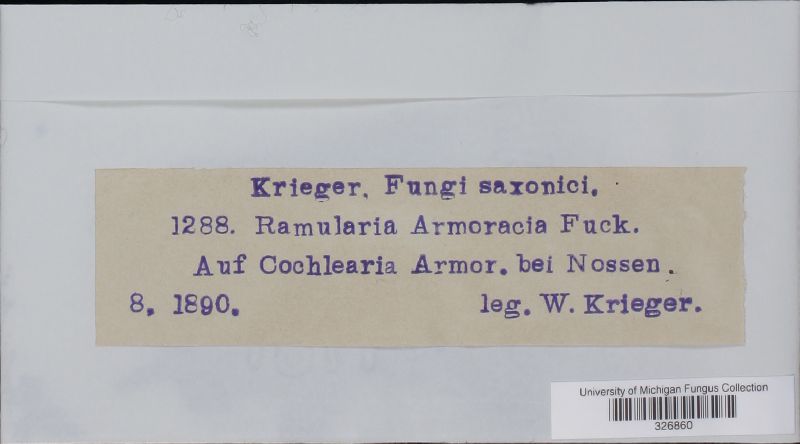 Krieger, Fungi saxonici.
1288. Ramularia Armoracia Fuck.
Auf Cochlearia Armor. bei Nossen.
8, 1890. leg. W. Krieger.
University of Michigan Fungus Collection
326860